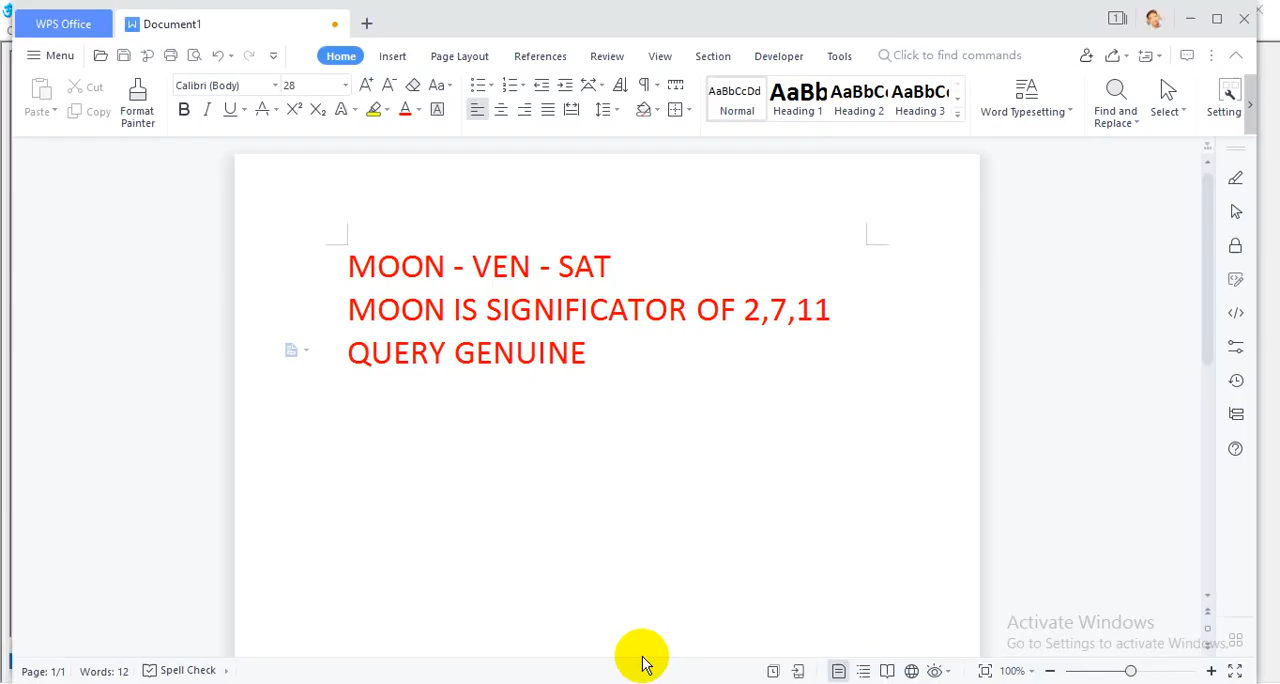 WPS Office
Document1
Menu
Home Insert Page Layout References Review View Section Developer Tools Click to find commands
Paste Cut Copy Format Painter
Calibri (Body) 28
AaBbCcDd Normal
AaBb Heading 1
AaBbC Heading 2
AaBbC Heading 3
Word Typesetting
Find and Replace
Select
Setting
MOON - VEN - SAT
MOON IS SIGNIFICATOR OF 2,7,11
QUERY GENUINE
Activate Windows
Go to Settings to activate Windows.
Page: 1/1 Words: 12 Spell Check 100%